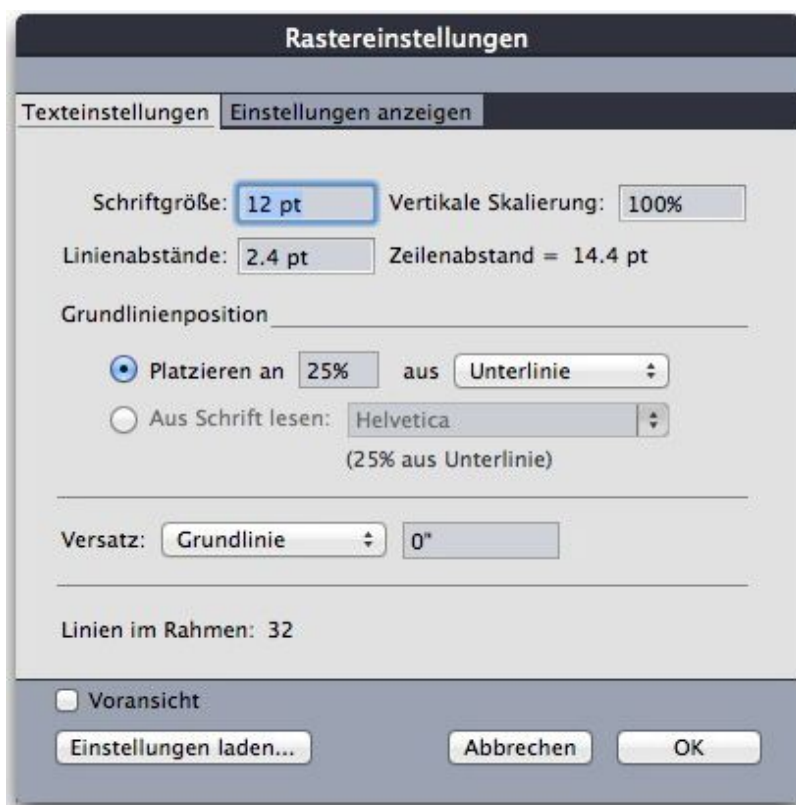 Rastereinstellungen
Texteinstellungen Einstellungen anzeigen
Schriftgröße: 12 pt Vertikale Skalierung: 100%
Linienabstände: 2.4 pt Zeilenabstand = 14.4 pt
Grundlinienposition
Platzieren an 25% aus Unterlinie
Aus Schrift lesen: Helvetica
(25% aus Unterlinie)
Versatz: Grundlinie 0"
Linien im Rahmen: 32
Voransicht
Einstellungen laden... Abbrechen OK